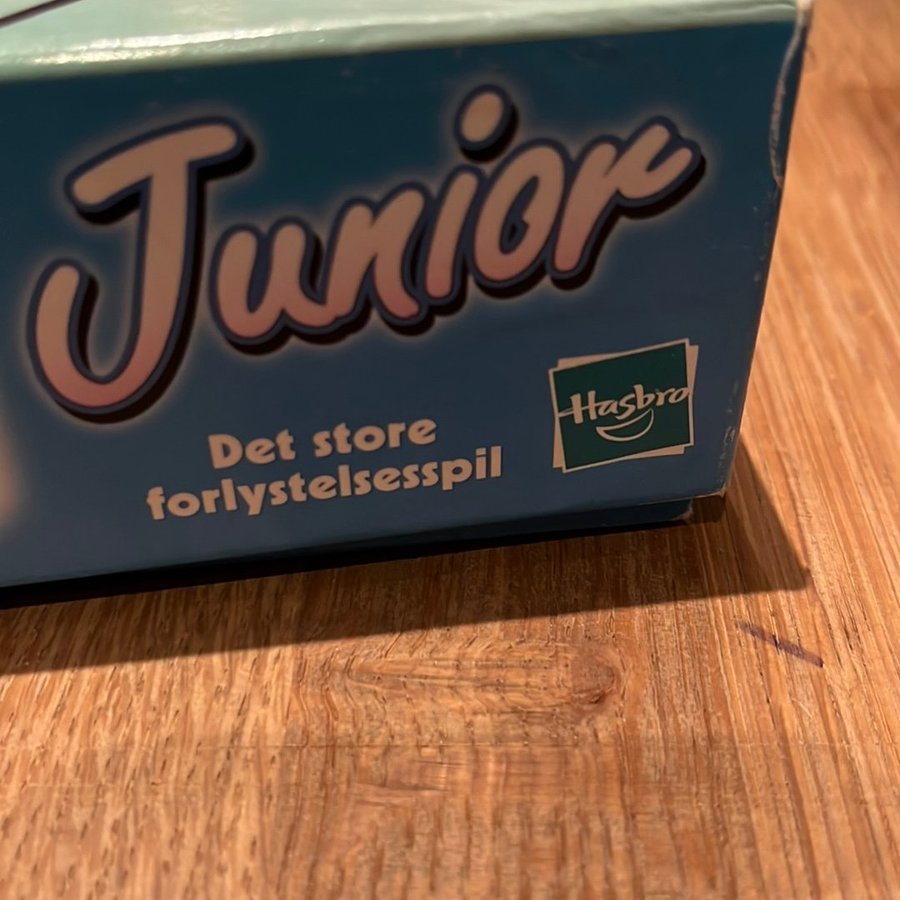 Junior
Det store
forlystelsesspil
Hasbro